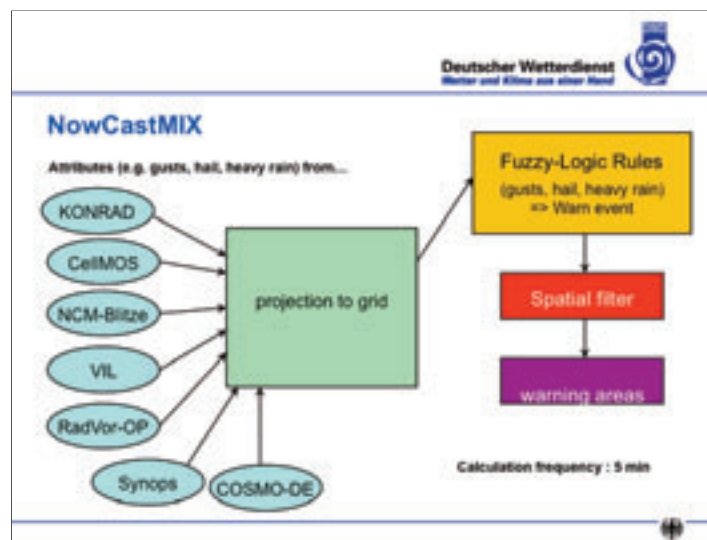 Deutscher Wetterdienst
Wetter und Klima aus einer Hand
NowCastMIX
Attributes (e.g. gusts, hail, heavy rain) from...
KONRAD
CellMOS
NCM-Blitze
VIL
RadVor-OP
Synops
COSMO-DE
projection to grid
Fuzzy-Logic Rules
(gusts, hail, heavy rain)
=> Warn event
Spatial filter
warning areas
Calculation frequency : 5 min